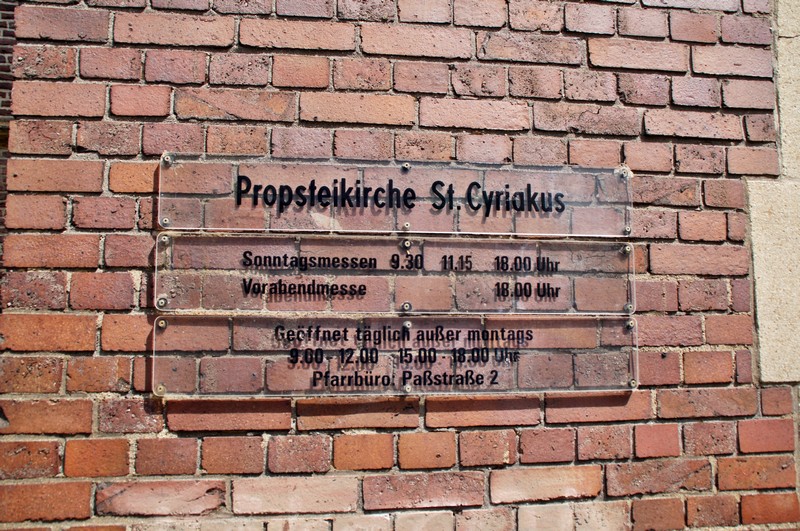 Propsteikirche St. Cyriakus
Sonntagsmessen 9.30 11.15 18.00 Uhr
Vorabendmesse 18.00 Uhr
Geöffnet täglich außer montags
9.00 - 12.00 15.00 - 18.00 Uhr
Pfarrbüro: Paßstraße 2